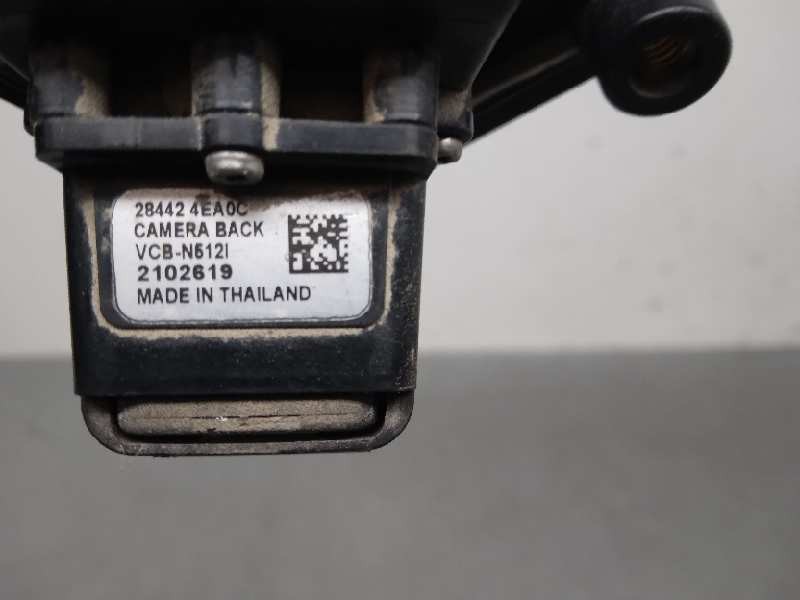 28442 4EA0C
CAMERA BACK
VCB-N512I
2102619
MADE IN THAILAND